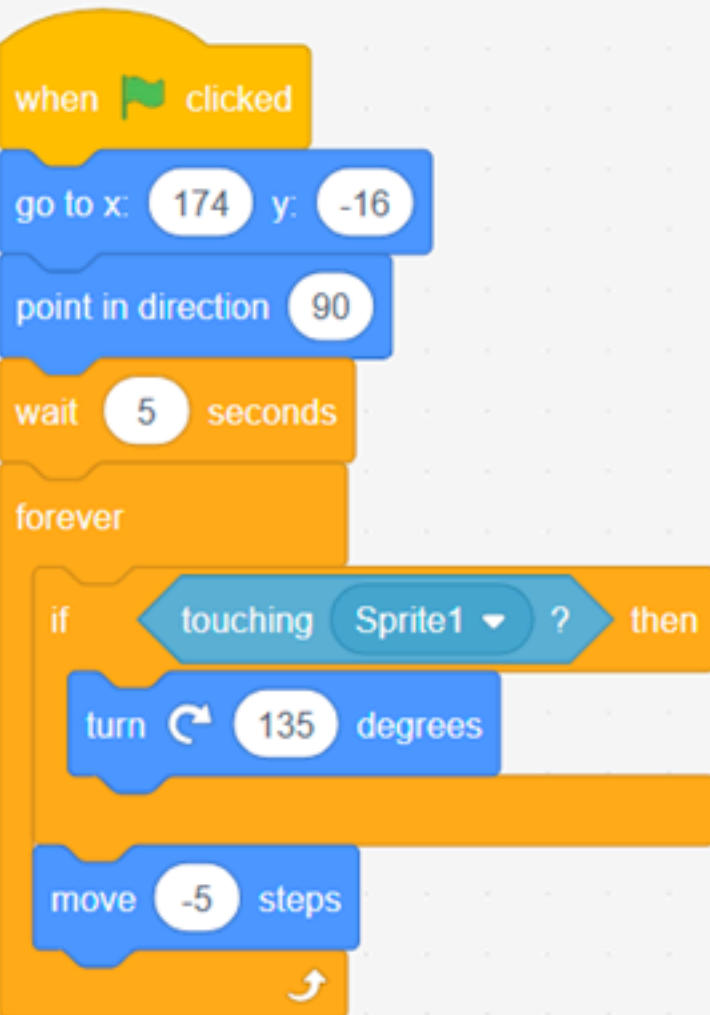 when clicked
go to x: 174 y: -16
point in direction 90
wait 5 seconds
forever
if touching Sprite1 ? then
turn 135 degrees
move -5 steps